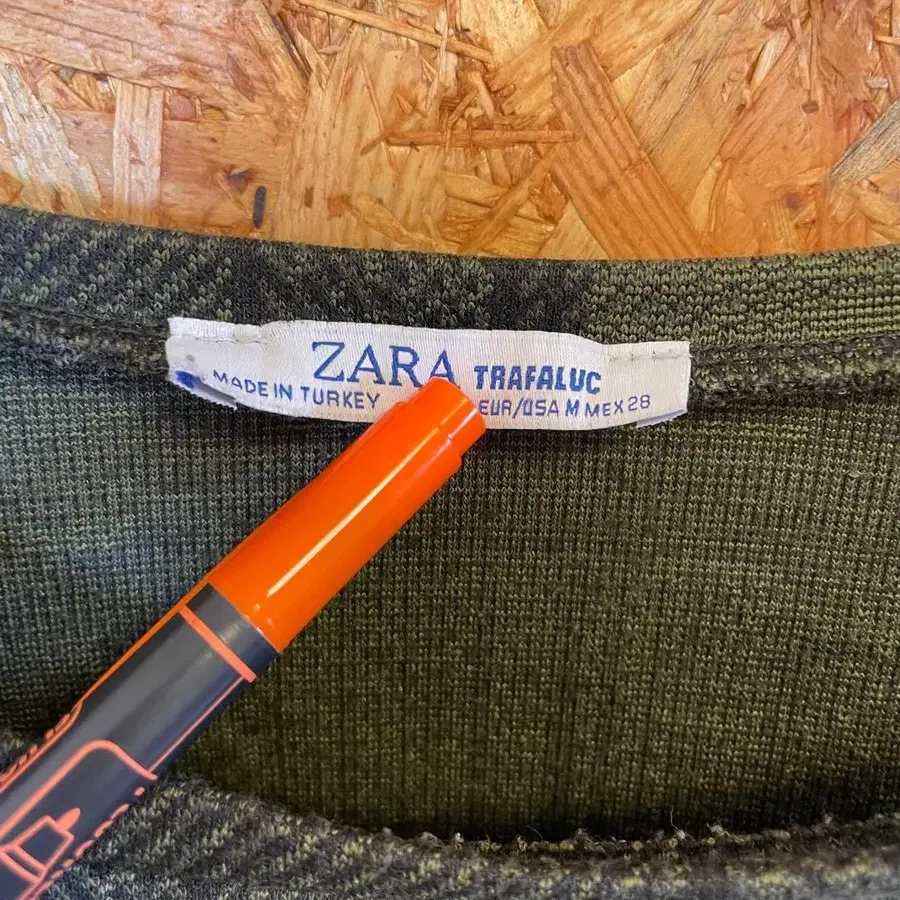 ZARA TRAFALUC
MADE IN TURKEY EUR/USA M MEX 28